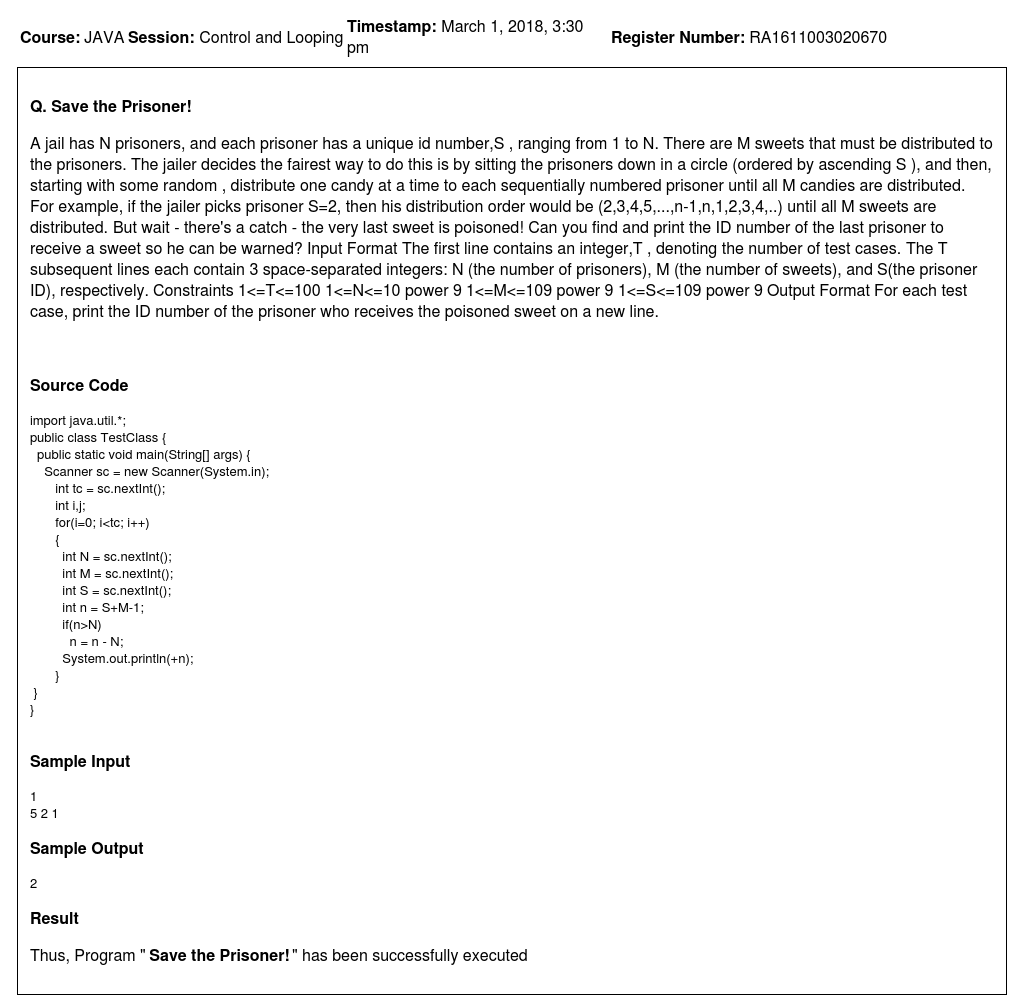 Course: JAVA Session: Control and Looping Timestamp: March 1, 2018, 3:30 pm Register Number: RA1611003020670
Q. Save the Prisoner!
A jail has N prisoners, and each prisoner has a unique id number,S , ranging from 1 to N. There are M sweets that must be distributed to
the prisoners. The jailer decides the fairest way to do this is by sitting the prisoners down in a circle (ordered by ascending S ), and then,
starting with some random , distribute one candy at a time to each sequentially numbered prisoner until all M candies are distributed.
For example, if the jailer picks prisoner S=2, then his distribution order would be (2,3,4,5,...,n-1,n,1,2,3,4,..) until all M sweets are
distributed. But wait - there's a catch - the very last sweet is poisoned! Can you find and print the ID number of the last prisoner to
receive a sweet so he can be warned? Input Format The first line contains an integer,T , denoting the number of test cases. The T
subsequent lines each contain 3 space-separated integers: N (the number of prisoners), M (the number of sweets), and S(the prisoner
ID), respectively. Constraints 1<=T<=100 1<=N<=10 power 9 1<=M<=109 power 9 1<=S<=109 power 9 Output Format For each test
case, print the ID number of the prisoner who receives the poisoned sweet on a new line.
Source Code
import java.util.*;
public class TestClass {
public static void main(String[] args) {
Scanner sc = new Scanner(System.in);
int tc = sc.nextInt();
int i,j;
for(i=0; i<tc; i++)
{
int N = sc.nextInt();
int M = sc.nextInt();
int S = sc.nextInt();
int n = S+M-1;
if(n>N)
n = n - N;
System.out.println(+n);
}
}
}
Sample Input
1
5 2 1
Sample Output
2
Result
Thus, Program " Save the Prisoner!" has been successfully executed